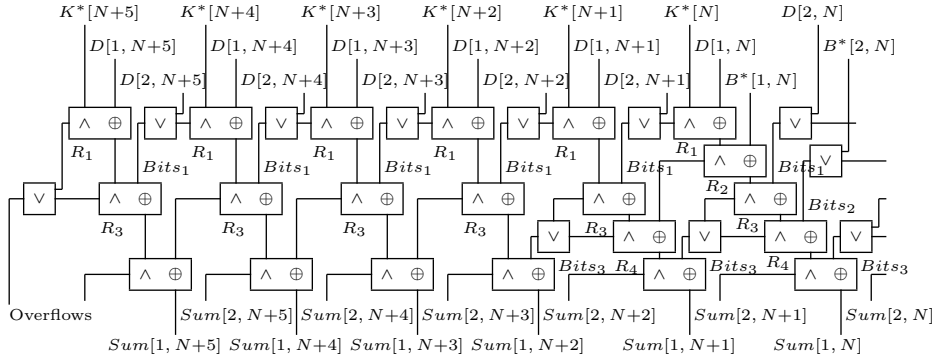 K*[N+5] K*[N+4] K*[N+3] K*[N+2] K*[N+1] K*[N] D[2, N]
D[1, N+5] D[1, N+4] D[1, N+3] D[1, N+2] D[1, N+1] D[1, N] B*[2, N]
D[2, N+5] D[2, N+4] D[2, N+3] D[2, N+2] D[2, N+1] B*[1, N]
∧ ⊕ ∨ ∧ ⊕ ∨ ∧ ⊕ ∨ ∧ ⊕ ∨ ∧ ⊕ ∨ ∧ ⊕ ∨
R₁ R₁ R₁ R₁ R₁ R₁
∧ ⊕ ∨
Bits₁ Bits₁ Bits₁ Bits₁ Bits₁
R₂
∨ ∧ ⊕ ∧ ⊕ ∧ ⊕ ∧ ⊕ ∧ ⊕ ∧ ⊕
Bits₂
R₃ R₃ R₃ R₃ R₃ R₃
∨ ∧ ⊕ ∨ ∧ ⊕ ∨
R₄ R₄
∧ ⊕ ∧ ⊕ ∧ ⊕ ∧ ⊕ ∧ ⊕ ∧ ⊕
Bits₃ Bits₃ Bits₃
Overflows Sum[2, N+5] Sum[2, N+4] Sum[2, N+3] Sum[2, N+2] Sum[2, N+1] Sum[2, N]
Sum[1, N+5] Sum[1, N+4] Sum[1, N+3] Sum[1, N+2] Sum[1, N+1] Sum[1, N]